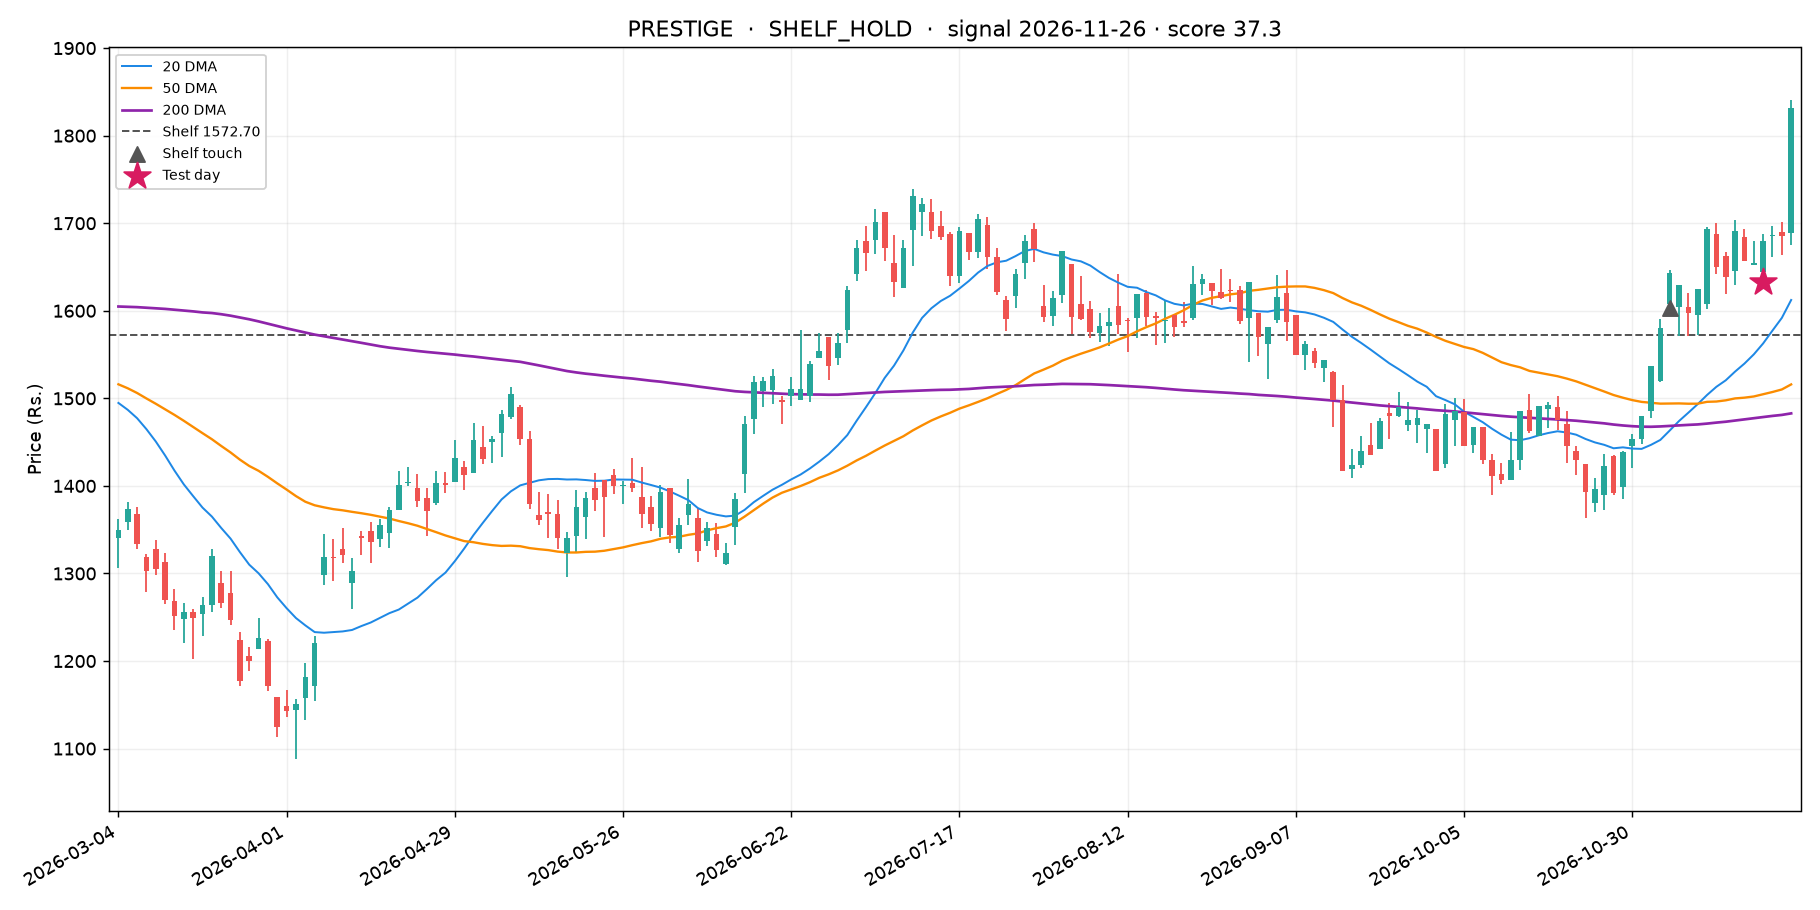 PRESTIGE · SHELF_HOLD · signal 2026-11-26 · score 37.3
20 DMA
50 DMA
200 DMA
Shelf 1572.70
Shelf touch
Test day
Price (Rs.)
1900
1800
1700
1600
1500
1400
1300
1200
1100
2026-03-04
2026-04-01
2026-04-29
2026-05-26
2026-06-22
2026-07-17
2026-08-12
2026-09-07
2026-10-05
2026-10-30